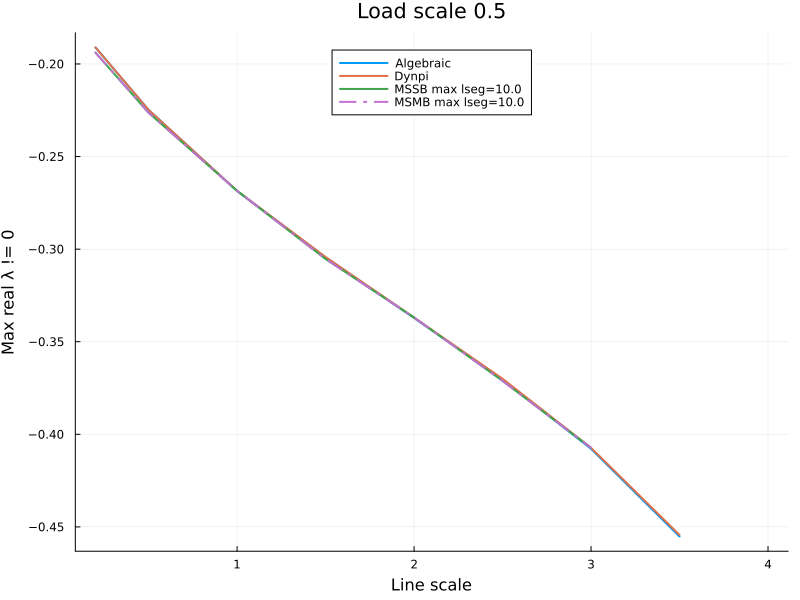 Load scale 0.5
Algebraic
Dynpi
MSSB max lseg=10.0
MSMB max lseg=10.0
−0.20
−0.25
−0.30
−0.35
−0.40
−0.45
Max real λ != 0
1 2 3 4
Line scale